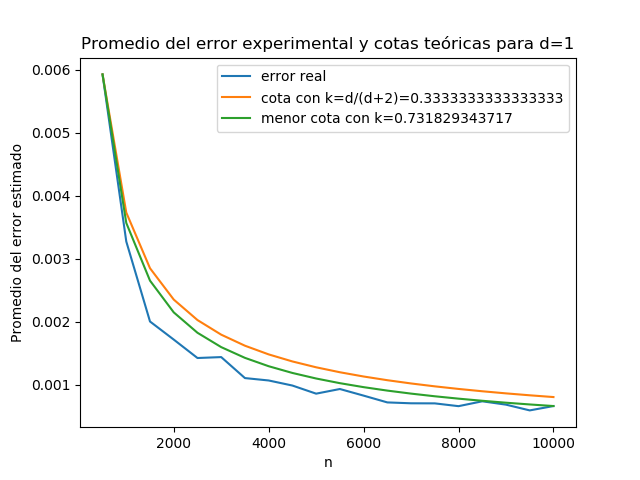 Promedio del error experimental y cotas teóricas para d=1
error real
cota con k=d/(d+2)=0.3333333333333333
menor cota con k=0.731829343717
Promedio del error estimado
0.006
0.005
0.004
0.003
0.002
0.001
2000
4000
6000
8000
10000
n